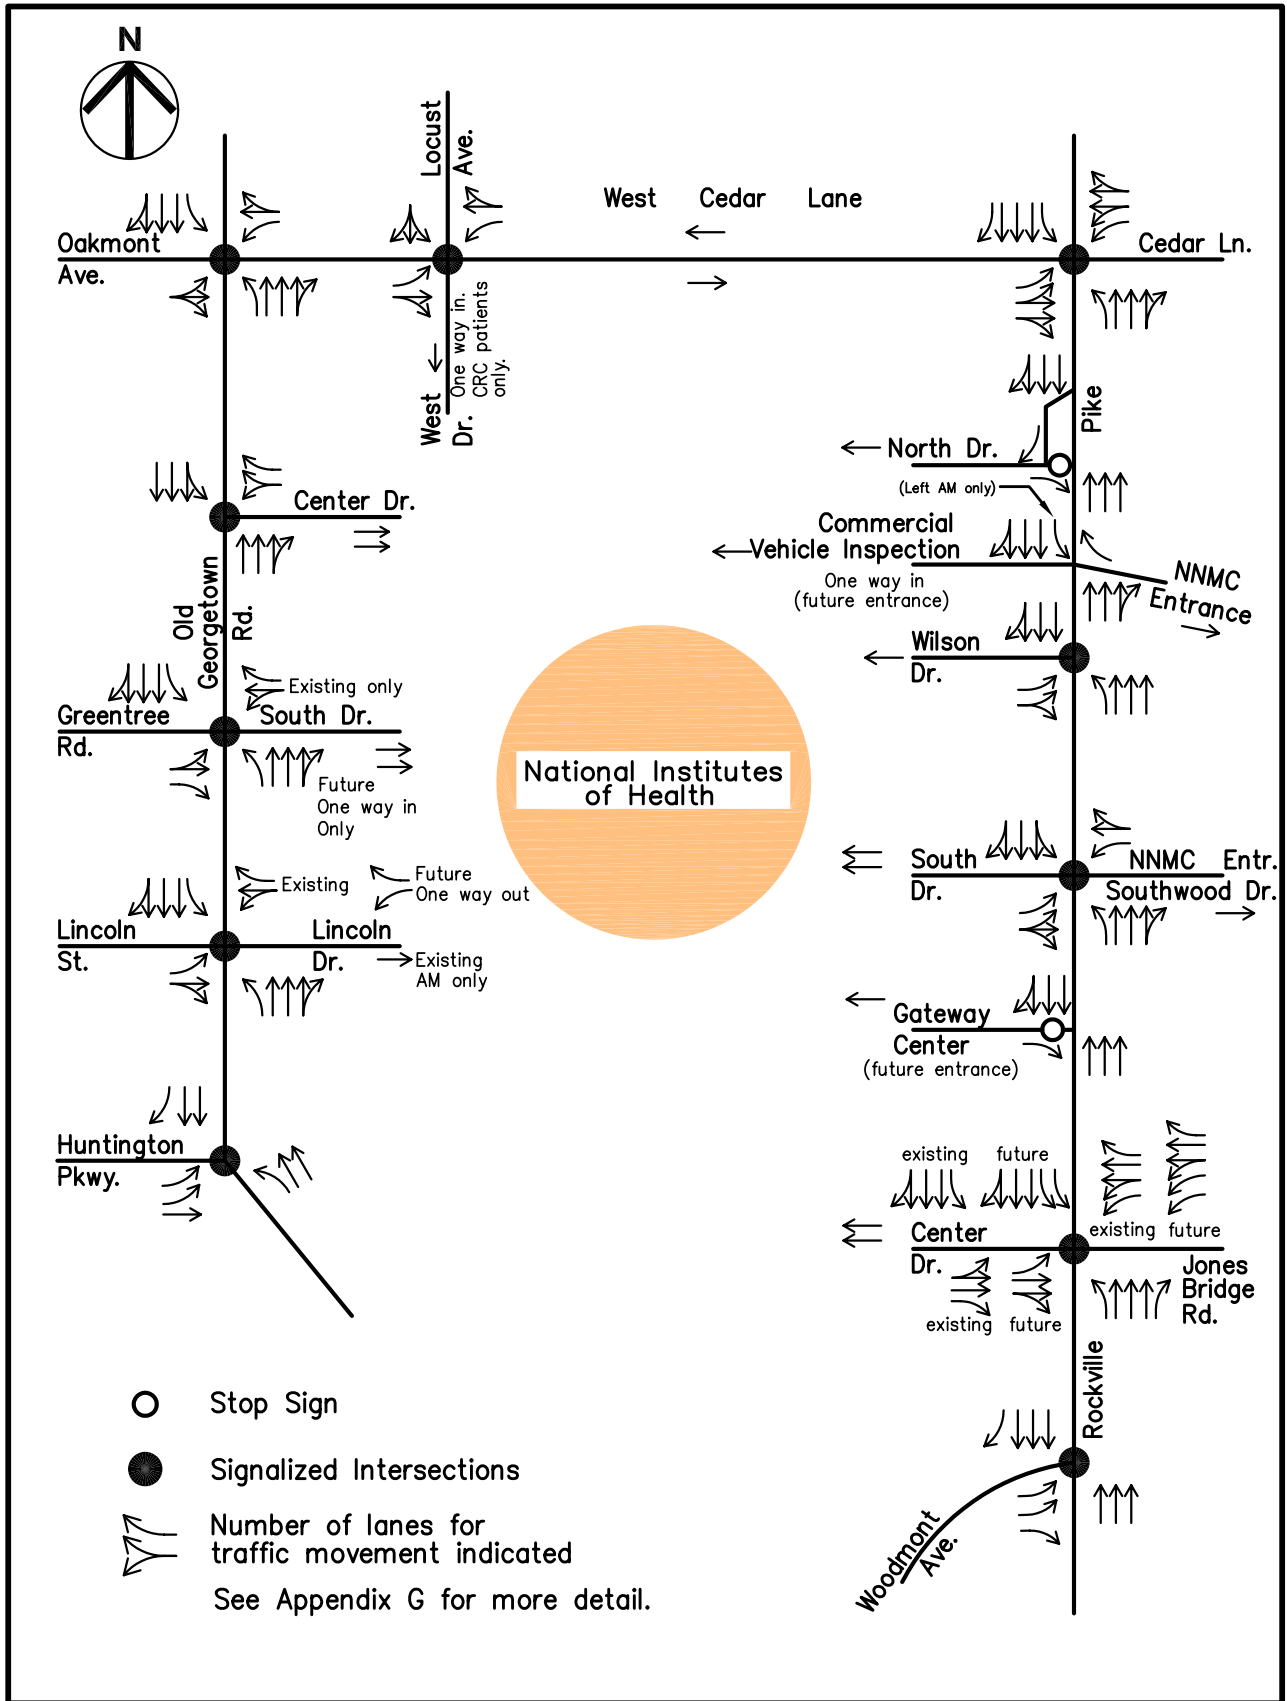 N
Locust
Ave.
West Cedar Lane
Oakmont
Ave.
Cedar Ln.
One way in.
CRC patients
only.
West
Dr.
Pike
North Dr.
(Left AM only)
Center Dr.
Commercial
Vehicle Inspection
One way in
(future entrance)
NNMC
Entrance
Old
Georgetown
Rd.
Wilson
Dr.
Existing only
Greentree
Rd.
South Dr.
Future
One way in
Only
National Institutes
of Health
South
Dr.
NNMC Entr.
Southwood Dr.
Existing
Future
One way out
Lincoln
St.
Lincoln
Dr.
Existing
AM only
Gateway
Center
(future entrance)
Huntington
Pkwy.
existing future
existing future
Center
Dr.
Jones
Bridge
Rd.
existing future
Rockville
Woodmont
Ave.
Stop Sign
Signalized Intersections
Number of lanes for
traffic movement indicated
See Appendix G for more detail.